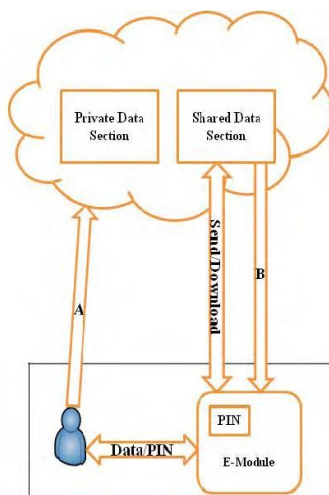 Private Data
Section
Shared Data
Section
A
Send/Download
B
Data/PIN
PIN
E-Module